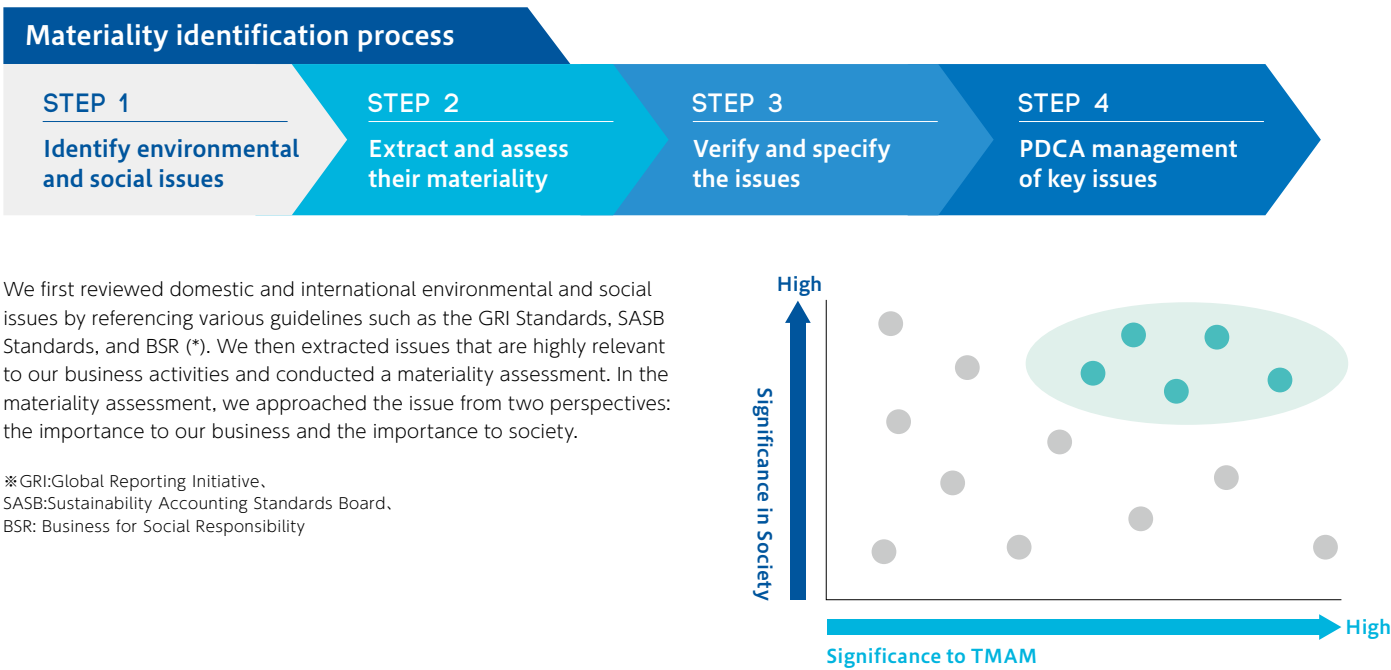 Materiality identification process
STEP 1
Identify environmental
and social issues
STEP 2
Extract and assess
their materiality
STEP 3
Verify and specify
the issues
STEP 4
PDCA management
of key issues
We first reviewed domestic and international environmental and social
issues by referencing various guidelines such as the GRI Standards, SASB
Standards, and BSR (*). We then extracted issues that are highly relevant
to our business activities and conducted a materiality assessment. In the
materiality assessment, we approached the issue from two perspectives:
the importance to our business and the importance to society.
※GRI:Global Reporting Initiative、
SASB:Sustainability Accounting Standards Board、
BSR: Business for Social Responsibility
High
Significance in Society
High
Significance to TMAM